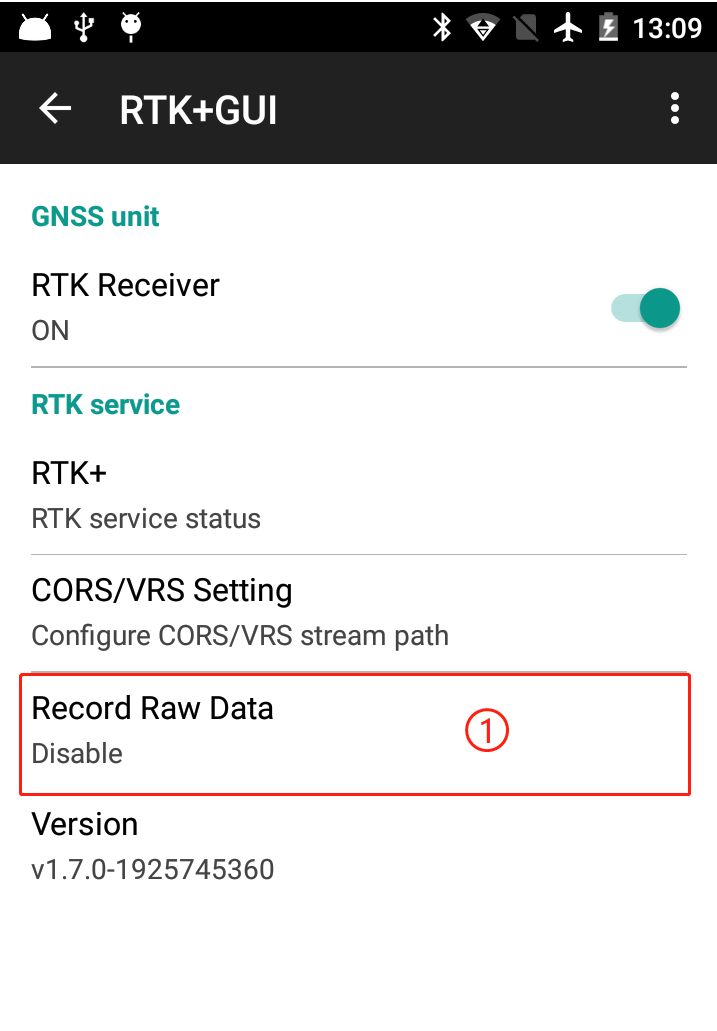 13:09
RTK+GUI
GNSS unit
RTK Receiver
ON
RTK service
RTK+
RTK service status
CORS/VRS Setting
Configure CORS/VRS stream path
Record Raw Data
①
Disable
Version
v1.7.0-1925745360